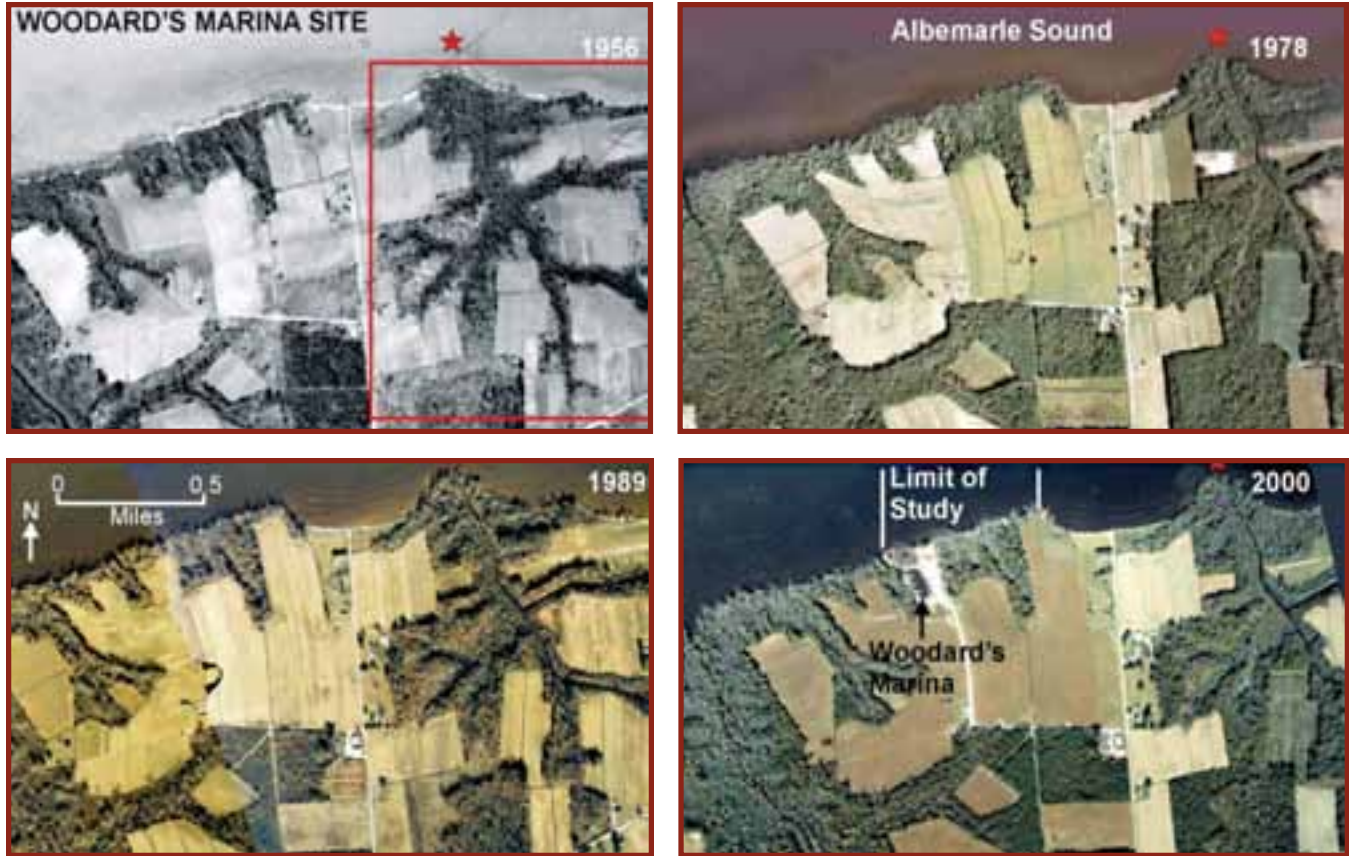 WOODARD'S MARINA SITE
1956
Albemarle Sound
1978
0 0.5
Miles
N
1989
Limit of
Study
2000
Woodard's
Marina